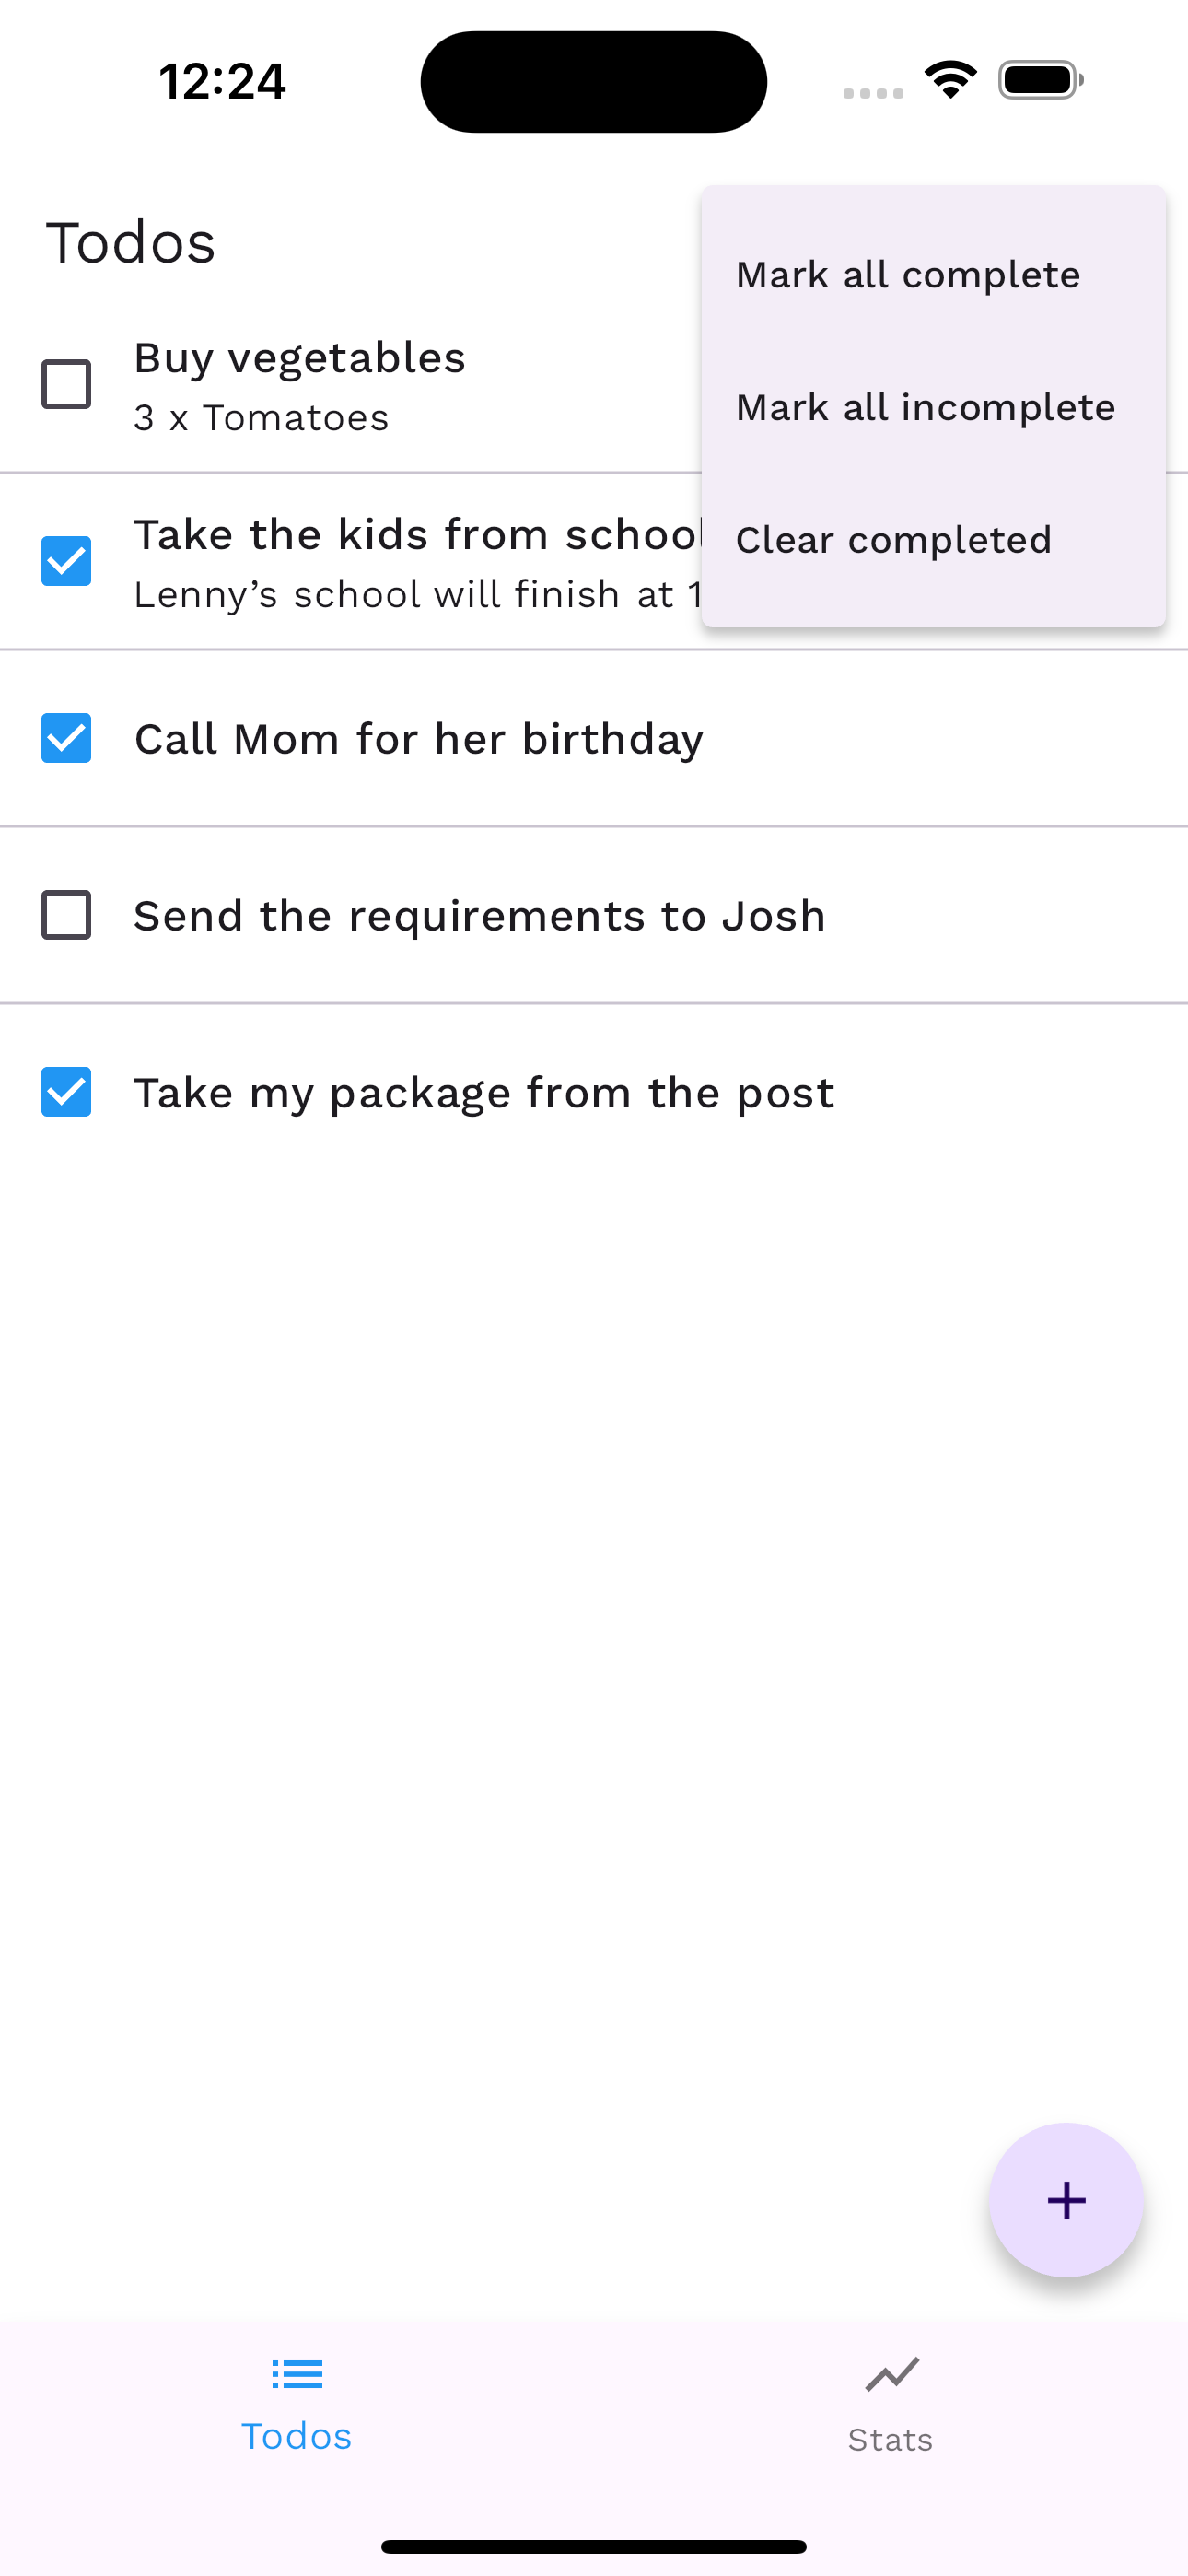 12:24
Todos
Mark all complete
Mark all incomplete
Clear completed
Buy vegetables
3 x Tomatoes
Take the kids from school
Lenny’s school will finish at 1
Call Mom for her birthday
Send the requirements to Josh
Take my package from the post
Todos
Stats